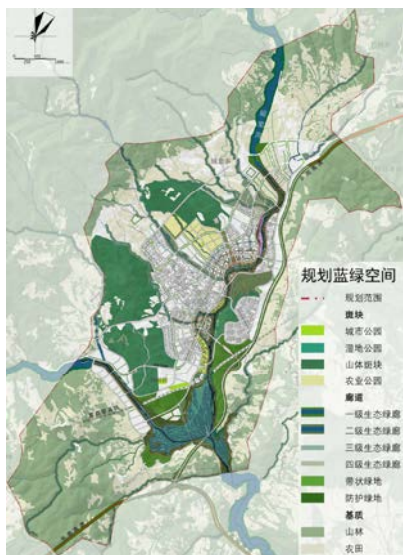 规划蓝绿空间
规划范围
斑块
城市公园
湿地公园
山体斑块
农业公园
廊道
一级生态绿廊
二级生态绿廊
三级生态绿廊
四级生态绿廊
带状绿地
防护绿地
基质
山林
农田